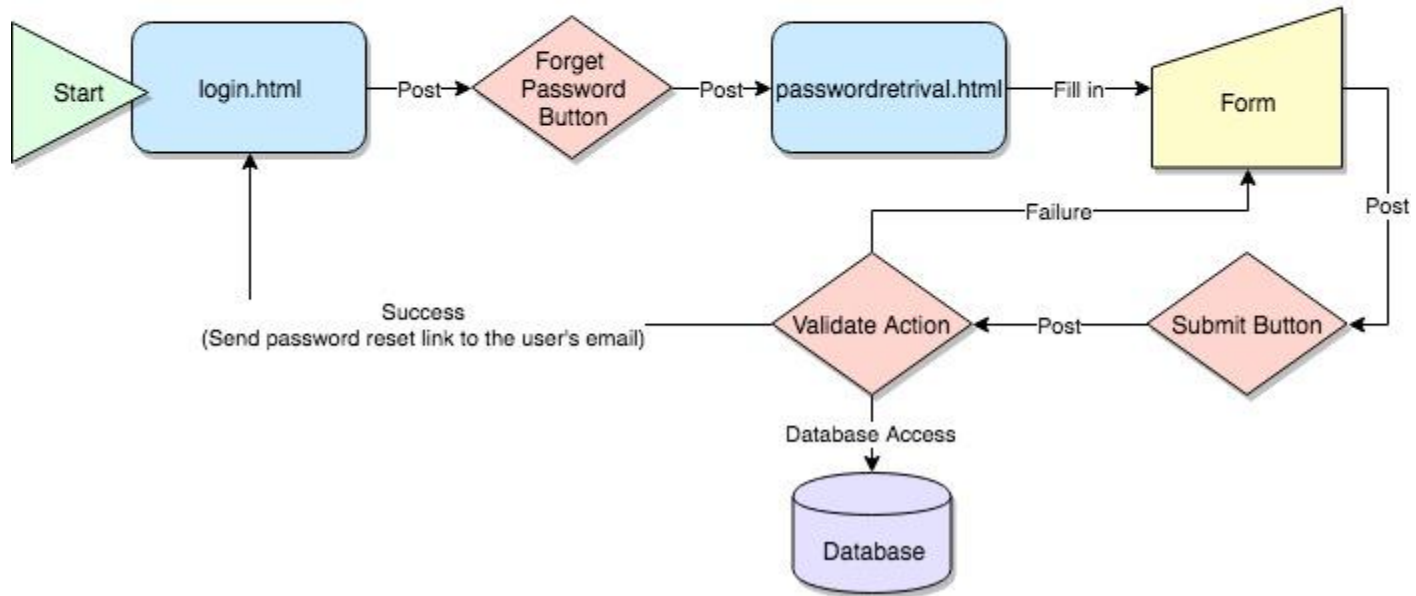 Start
login.html
Post
Forget
Password
Button
Post
passwordretrival.html
Fill in
Form
Post
Failure
Success
(Send password reset link to the user's email)
Validate Action
Post
Submit Button
Database Access
Database